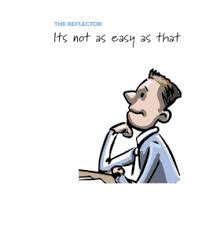 THE REFLECTOR:
Its not as easy as that